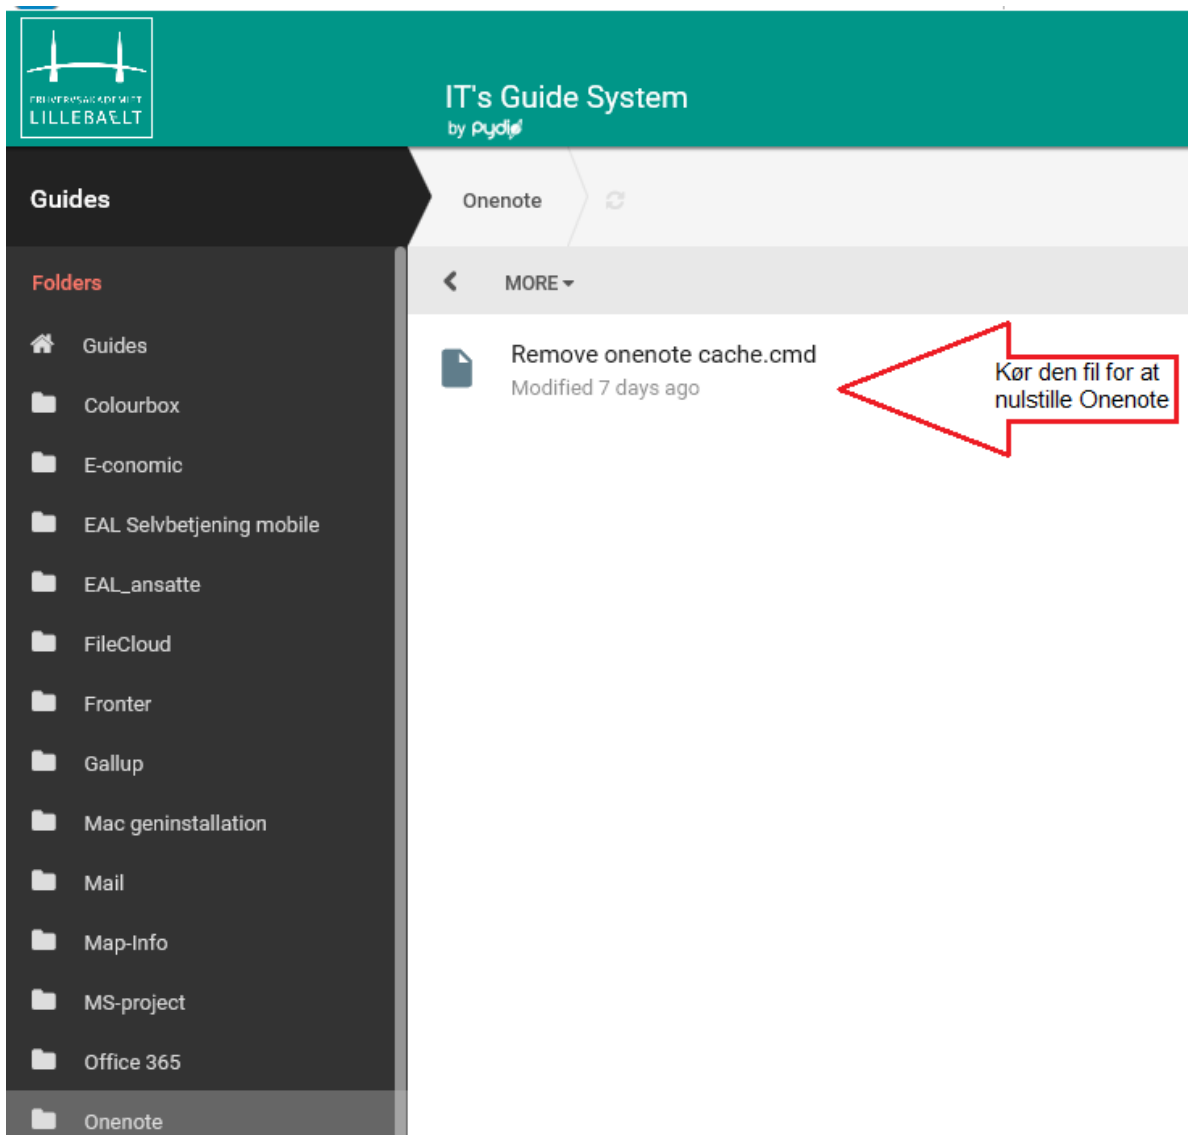 ERHVERVSAKADEMIET
LILLEBÆLT
IT's Guide System
by pydio
Guides
Onenote
Folders
MORE
Guides
Remove onenote cache.cmd
Modified 7 days ago
Kør den fil for at
nulstille Onenote
Colourbox
E-conomic
EAL Selvbetjening mobile
EAL_ansatte
FileCloud
Fronter
Gallup
Mac geninstallation
Mail
Map-Info
MS-project
Office 365
Onenote